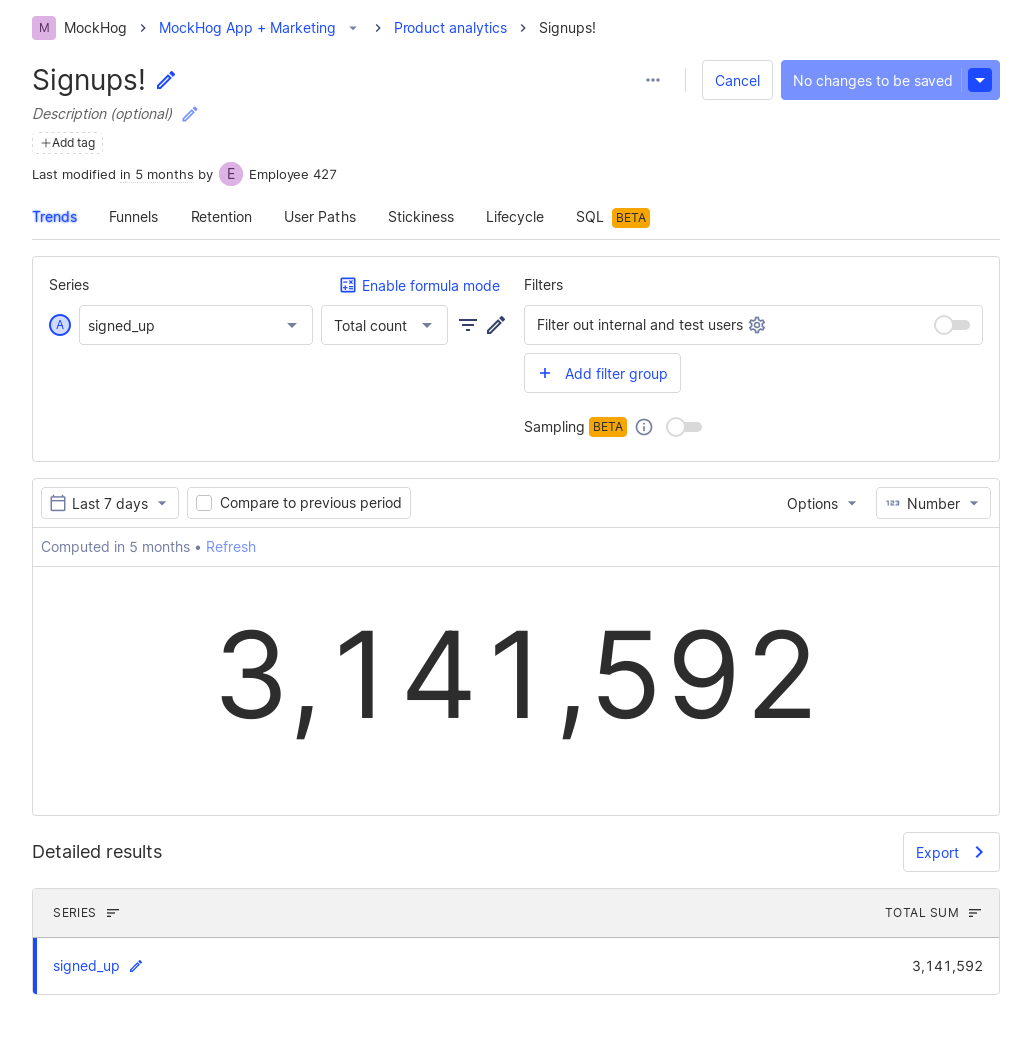 M MockHog MockHog App + Marketing Product analytics Signups!
Signups!
Cancel No changes to be saved
Description (optional)
Add tag
Last modified in 5 months by E Employee 427
Trends Funnels Retention User Paths Stickiness Lifecycle SQL BETA
Series Enable formula mode Filters
A signed_up Total count Filter out internal and test users
Add filter group
Sampling BETA
Last 7 days Compare to previous period Options 123 Number
Computed in 5 months • Refresh
3,141,592
Detailed results Export
SERIES TOTAL SUM
signed_up 3,141,592